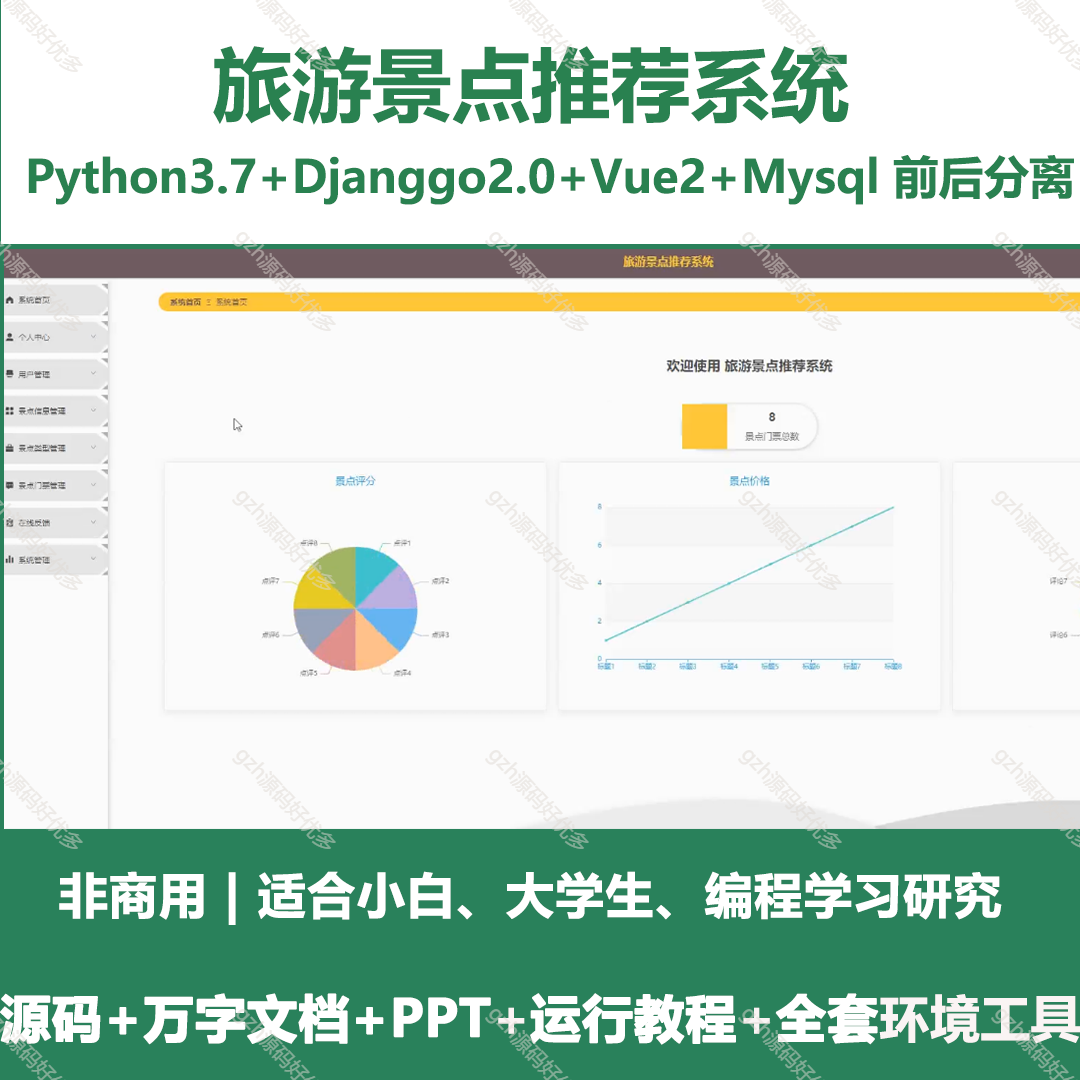 旅游景点推荐系统
Python3.7+Djanggo2.0+Vue2+Mysql 前后分离
旅游景点推荐系统
系统首页
系统首页 Ξ 系统首页
个人中心
用户管理
景点信息管理
景点类型管理
景点门票管理
在线反馈
系统管理
欢迎使用 旅游景点推荐系统
8
景点门票总数
景点评分
点评8
点评1
点评7
点评2
点评6
点评3
点评5
点评4
景点价格
8
6
4
2
0
标题1 标题2 标题3 标题4 标题5 标题6 标题7 标题8
评论7
评论6
非商用 | 适合小白、大学生、编程学习研究
源码+万字文档+PPT+运行教程+全套环境工具
gzh源码好优多